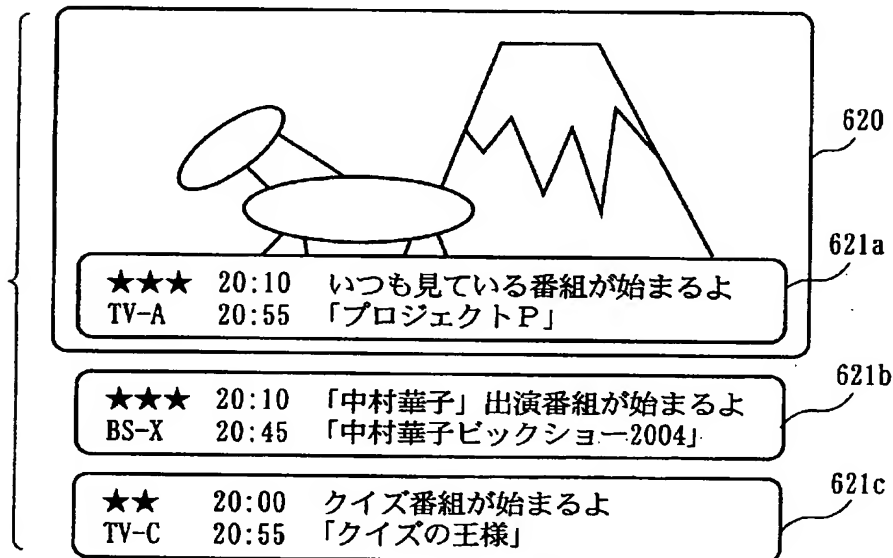 620
621a
★★★ 20:10 いつも見ている番組が始まるよ
TV-A 20:55 「プロジェクトP」
621b
★★★ 20:10 「中村華子」出演番組が始まるよ
BS-X 20:45 「中村華子ビックショー2004」
621c
★★ 20:00 クイズ番組が始まるよ
TV-C 20:55 「クイズの王様」